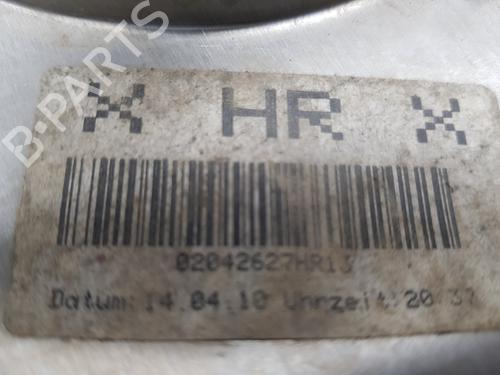 B-PARTS
X HR X
02042627HR13
Datum: 14.04.10 Uhrzeit: 20:37